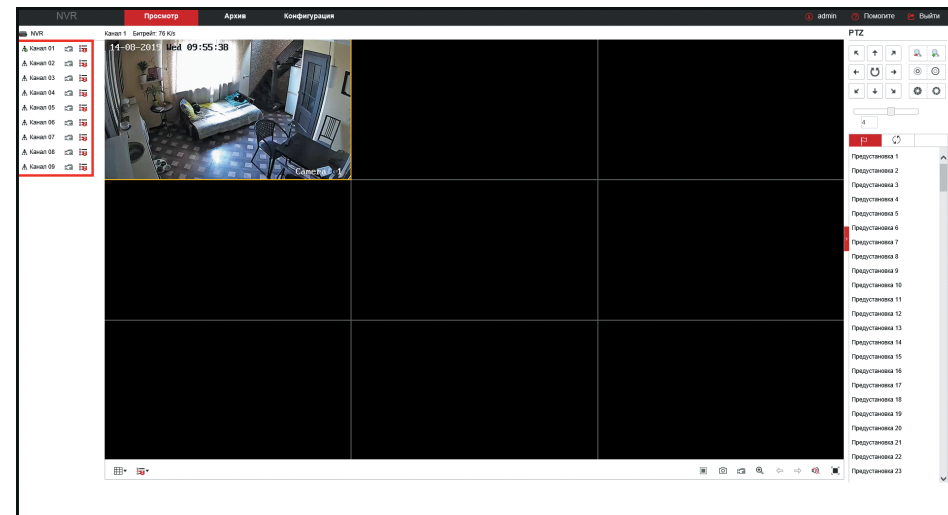 NVR
Просмотр
Архив
Конфигурация
admin
Помогите
Выйти
NVR
Канал 1 Битрейт: 76 K/s
PTZ
Канал 01
Канал 02
Канал 03
Канал 04
Канал 05
Канал 06
Канал 07
Канал 08
Канал 09
14-08-2019 Wed 09:55:38
Camera 1
4
Предустановка 1
Предустановка 2
Предустановка 3
Предустановка 4
Предустановка 5
Предустановка 6
Предустановка 7
Предустановка 8
Предустановка 9
Предустановка 10
Предустановка 11
Предустановка 12
Предустановка 13
Предустановка 14
Предустановка 15
Предустановка 16
Предустановка 17
Предустановка 18
Предустановка 19
Предустановка 20
Предустановка 21
Предустановка 22
Предустановка 23